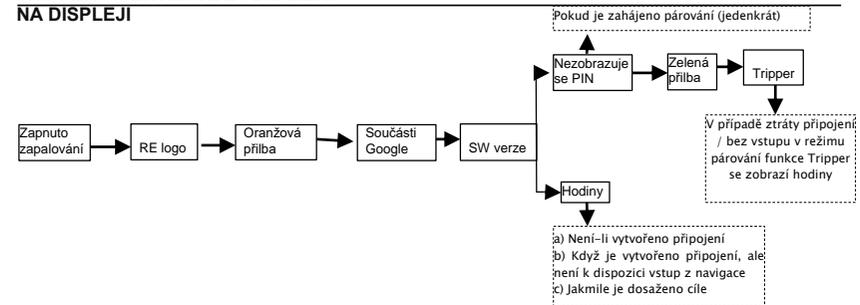 NA DISPLEJI
Pokud je zahájeno párování (jedenkrát)
Nezobrazuje
se PIN
Zelená
přilba
Tripper
Zapnuto
zapalování
RE logo
Oranžová
přilba
Součásti
Google
SW verze
V případě ztráty připojení
/ bez vstupu v režimu
párování funkce Tripper
se zobrazí hodiny
Hodiny
a) Není-li vytvořeno připojení
b) Když je vytvořeno připojení, ale
není k dispozici vstup z navigace
c) Jakmile je dosaženo cíle